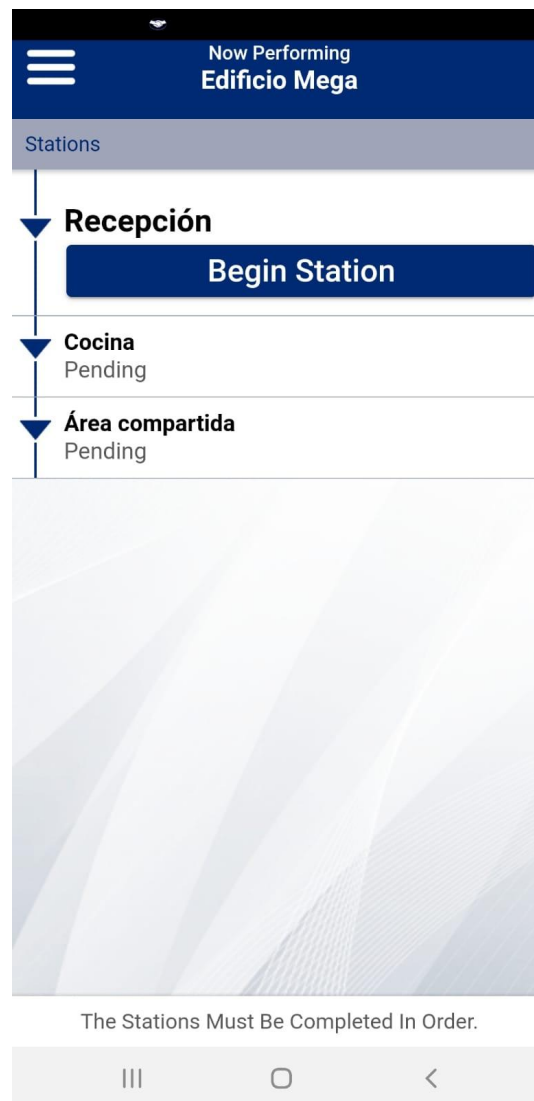 Now Performing
Edificio Mega
Stations
Recepción
Begin Station
Cocina
Pending
Área compartida
Pending
The Stations Must Be Completed In Order.